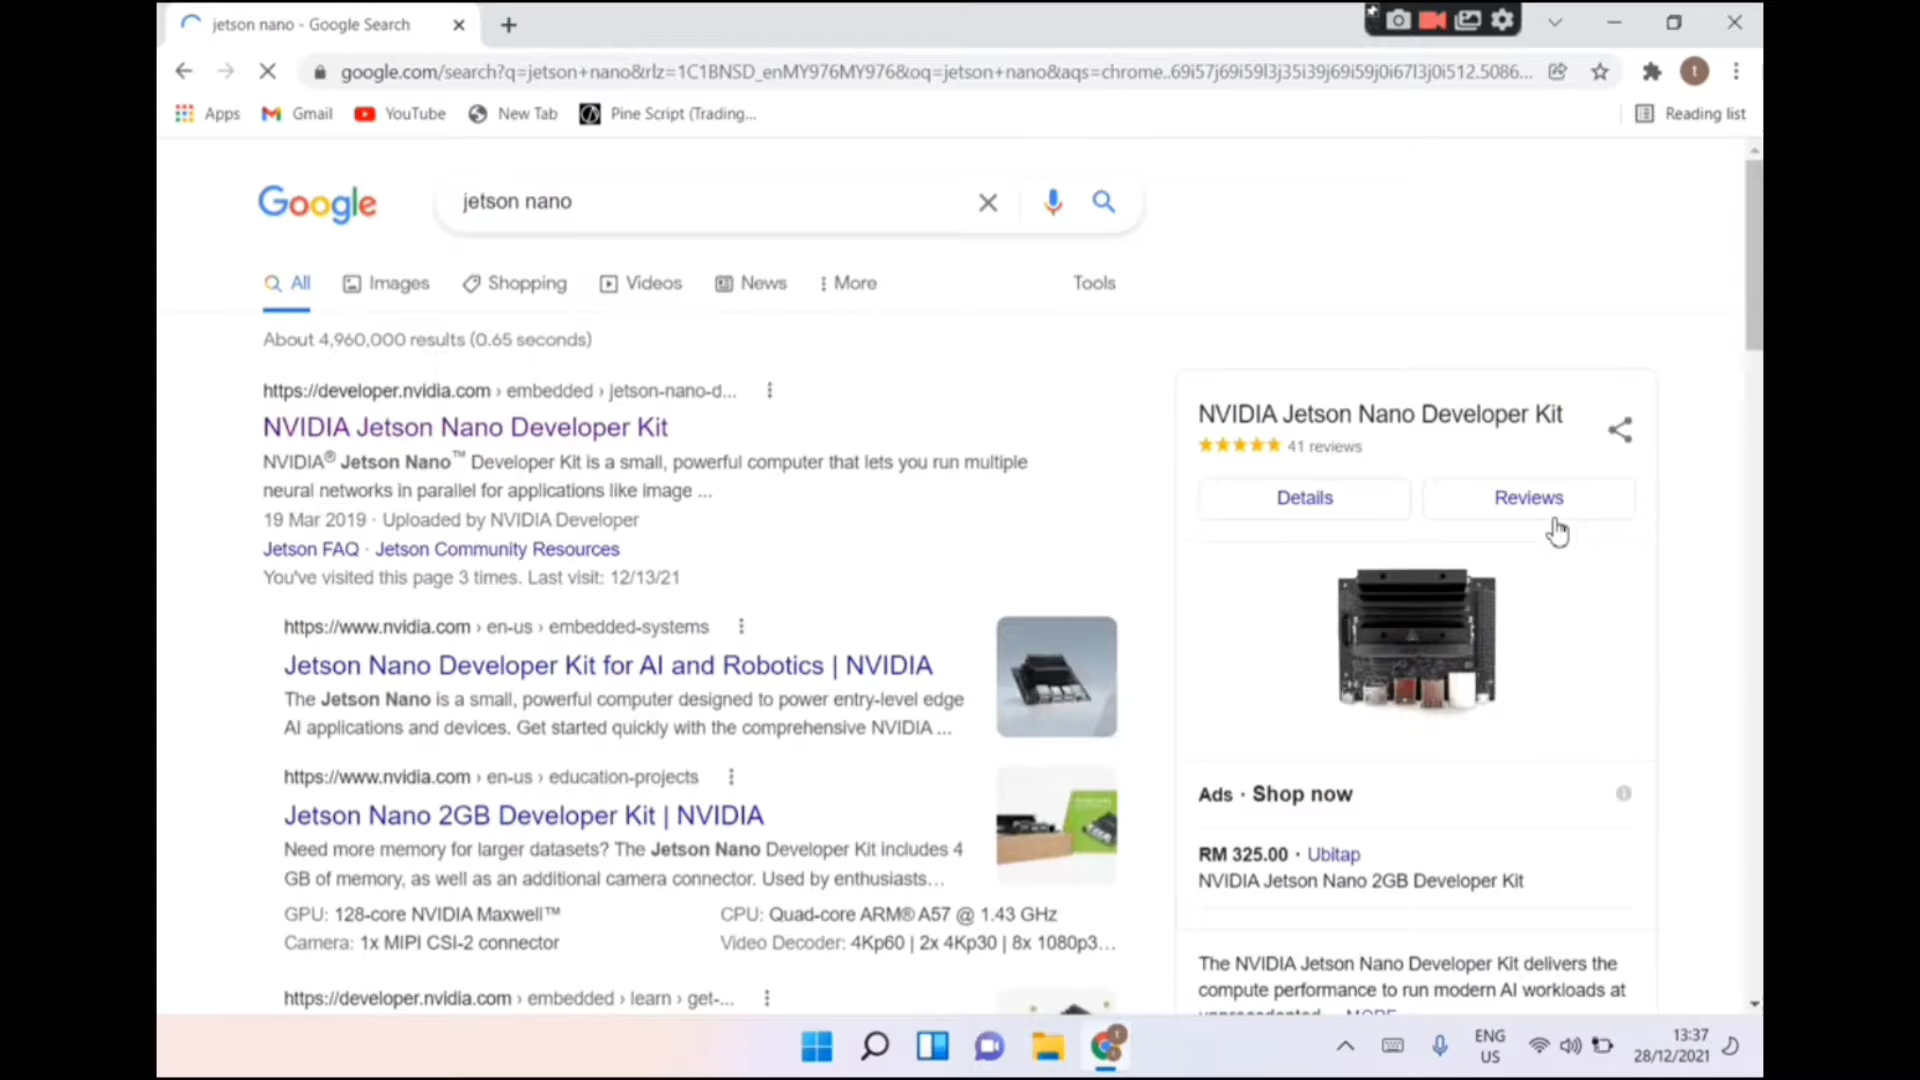 jetson nano - Google Search
google.com/search?q=jetson+nano&rlz=1C1BNSD_enMY976MY976&oq=jetson+nano&aqs=chrome..69i57j69i59l3j35i39j69i59j0i67l3j0i512.5086...
t
Apps
Gmail
YouTube
New Tab
Pine Script (Trading...
Reading list
Google
jetson nano
All
Images
Shopping
Videos
News
More
Tools
About 4,960,000 results (0.65 seconds)
https://developer.nvidia.com › embedded › jetson-nano-d...
NVIDIA Jetson Nano Developer Kit
NVIDIA® Jetson Nano™ Developer Kit is a small, powerful computer that lets you run multiple
neural networks in parallel for applications like image ...
19 Mar 2019 · Uploaded by NVIDIA Developer
Jetson FAQ · Jetson Community Resources
You've visited this page 3 times. Last visit: 12/13/21
https://www.nvidia.com › en-us › embedded-systems
Jetson Nano Developer Kit for AI and Robotics | NVIDIA
The Jetson Nano is a small, powerful computer designed to power entry-level edge
AI applications and devices. Get started quickly with the comprehensive NVIDIA ...
https://www.nvidia.com › en-us › education-projects
Jetson Nano 2GB Developer Kit | NVIDIA
Need more memory for larger datasets? The Jetson Nano Developer Kit includes 4
GB of memory, as well as an additional camera connector. Used by enthusiasts...
GPU: 128-core NVIDIA Maxwell™
CPU: Quad-core ARM® A57 @ 1.43 GHz
Camera: 1x MIPI CSI-2 connector
Video Decoder: 4Kp60 | 2x 4Kp30 | 8x 1080p3...
https://developer.nvidia.com › embedded › learn › get-...
NVIDIA Jetson Nano Developer Kit
41 reviews
Details
Reviews
Ads · Shop now
RM 325.00 · Ubitap
NVIDIA Jetson Nano 2GB Developer Kit
The NVIDIA Jetson Nano Developer Kit delivers the
compute performance to run modern AI workloads at
unprecedented... MORE
ENG
US
13:37
28/12/2021